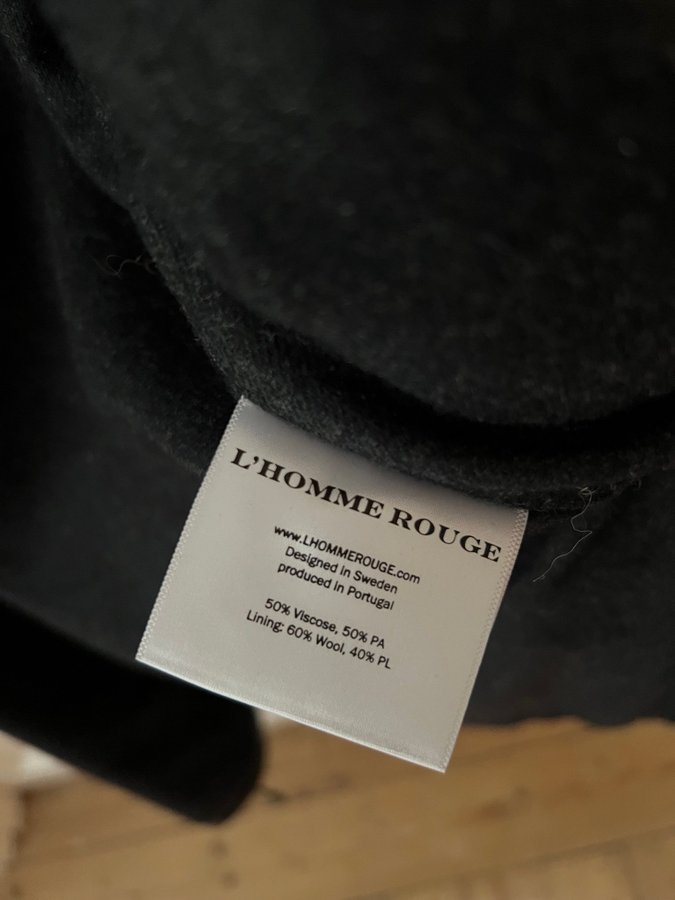 L'HOMME ROUGE
www.LHOMMEROUGE.com
Designed in Sweden
produced in Portugal
50% Viscose, 50% PA
Lining: 60% Wool, 40% PL